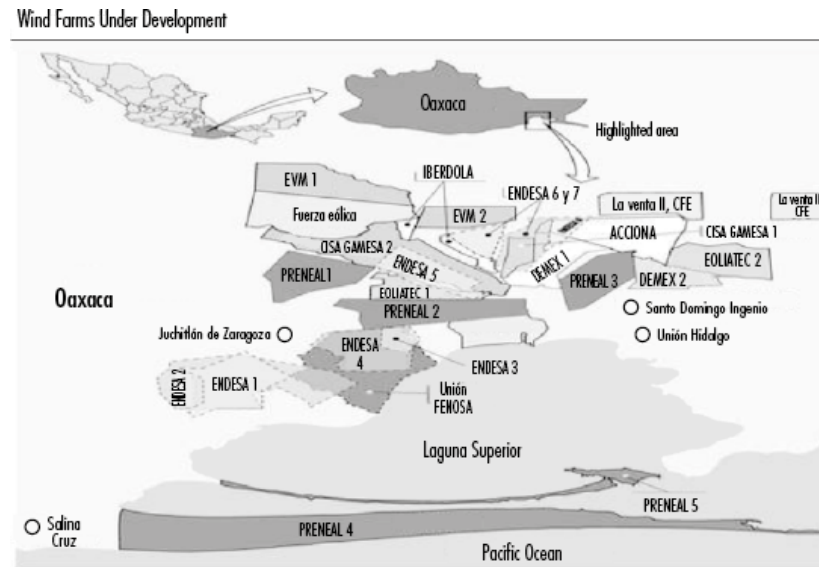 Wind Farms Under Development
Oaxaca
Highlighted area
IBERDOLA
ENDESA 6 y 7
EVM 1
La venta II, CFE
La venta II
CFE
Fuerza eólica
EVM 2
ACCIONA
CISA GAMESA 1
CISA GAMESA 2
ENDESA 5
DEMEX 1
EOLIATEC 2
PRENEAL1
PRENEAL 3
DEMEX 2
EOLIATEC 1
Oaxaca
PRENEAL 2
Santo Domingo Ingenio
Juchitlán de Zaragoza
Unión Hidalgo
ENDESA
4
ENDESA 3
ENDESA 2
ENDESA 1
Unión
FENOSA
Laguna Superior
PRENEAL 5
Salina
Cruz
PRENEAL 4
Pacific Ocean